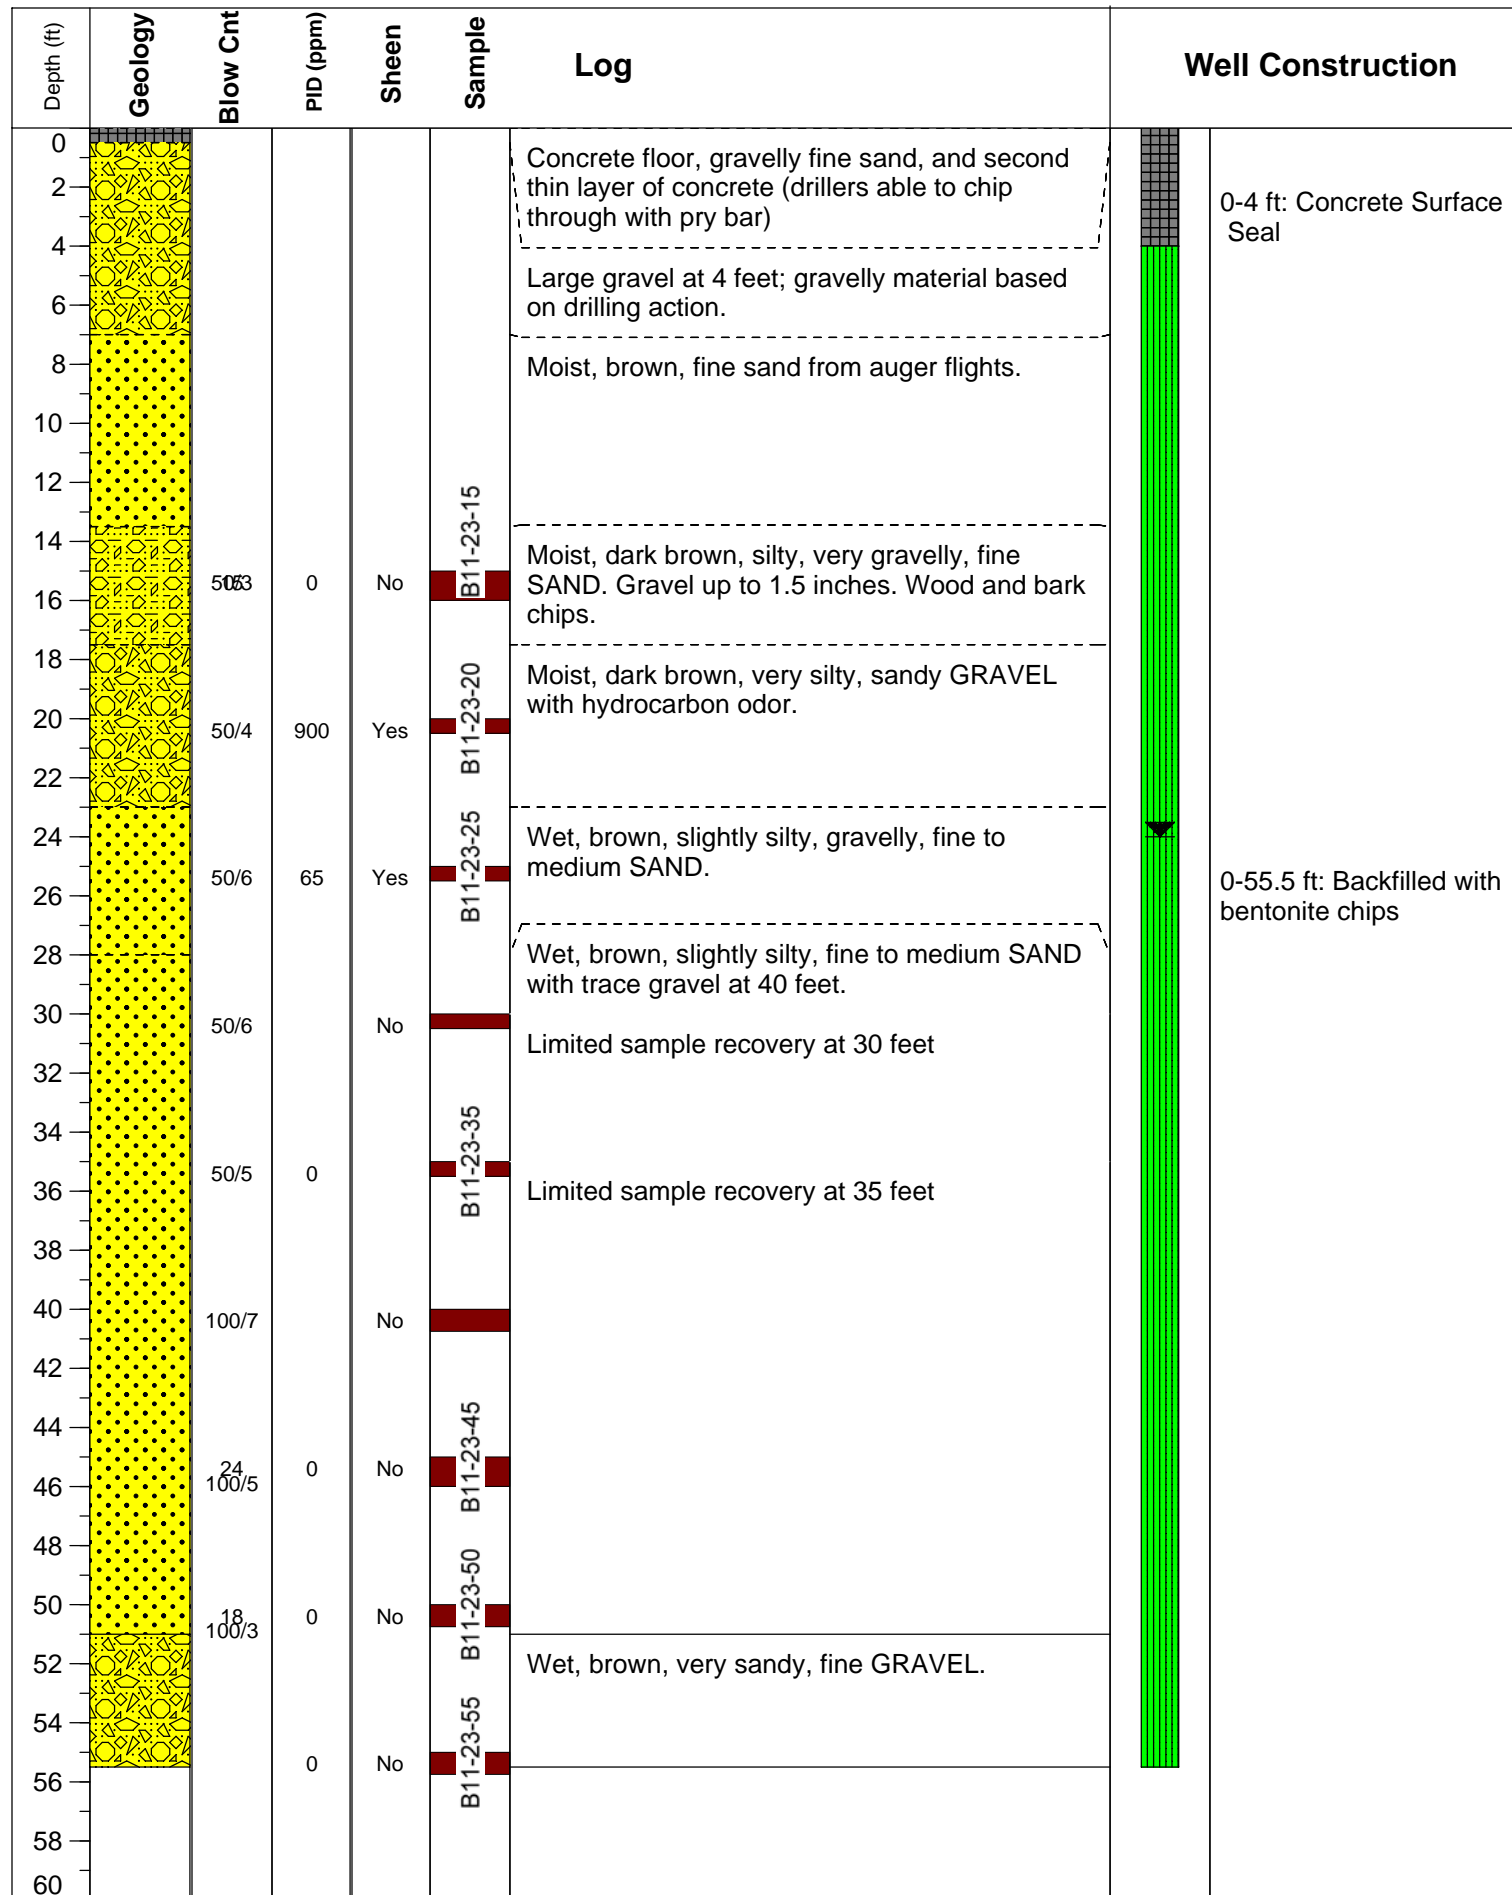 Depth (ft) Geology Blow Cnt PID (ppm) Sheen Sample Log Well Construction
0
Concrete floor, gravelly fine sand, and second
2 thin layer of concrete (drillers able to chip
through with pry bar)
0-4 ft: Concrete Surface
Seal
4
Large gravel at 4 feet; gravelly material based
6 on drilling action.
8 Moist, brown, fine sand from auger flights.
10
12
B11-23-15
14 Moist, dark brown, silty, very gravelly, fine
0 No SAND. Gravel up to 1.5 inches. Wood and bark
16 chips.
18 Moist, dark brown, very silty, sandy GRAVEL
B11-23-20
20 with hydrocarbon odor.
50/4 900 Yes
22
24 Wet, brown, slightly silty, gravelly, fine to
B11-23-25
50/6 65 Yes medium SAND.
26
0-55.5 ft: Backfilled with
bentonite chips
28 Wet, brown, slightly silty, fine to medium SAND
with trace gravel at 40 feet.
30
50/6 No
Limited sample recovery at 30 feet
32
34
B11-23-35
50/5 0
36 Limited sample recovery at 35 feet
38
40
100/7 No
42
44
B11-23-45
24 0 No
100/5
46
48
B11-23-50
50
18 0 No
100/3
52 Wet, brown, very sandy, fine GRAVEL.
54
B11-23-55
0 No
56
58
60